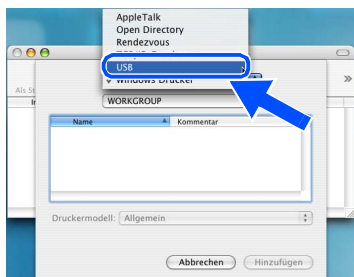 AppleTalk
Open Directory
Rendezvous
USB
Windows Drucker
Als St
WORKGROUP
Name
Kommentar
Druckermodell: Allgemein
Abbrechen
Hinzufügen